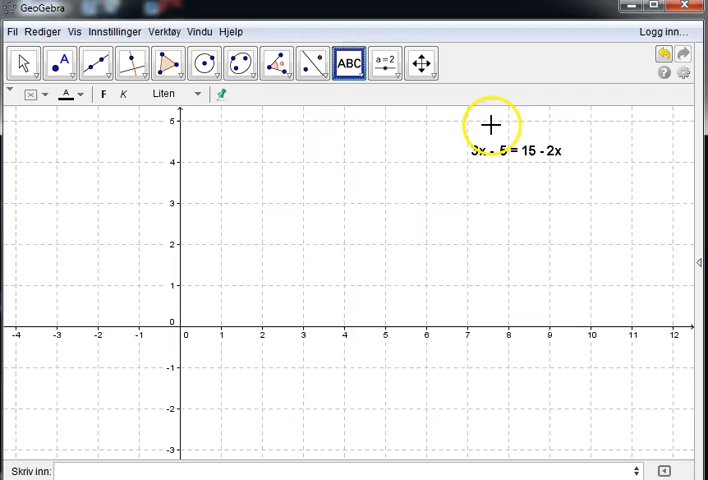 GeoGebra
Fil Rediger Vis Innstillinger Verktøy Vindu Hjelp Logg inn...
A α ABC a=2
A F K Liten
3x - 5 = 15 - 2x
5
4
3
2
1
0
-4 -3 -2 -1 0 1 2 3 4 5 6 7 8 9 10 11 12
-1
-2
-3
Skriv inn: